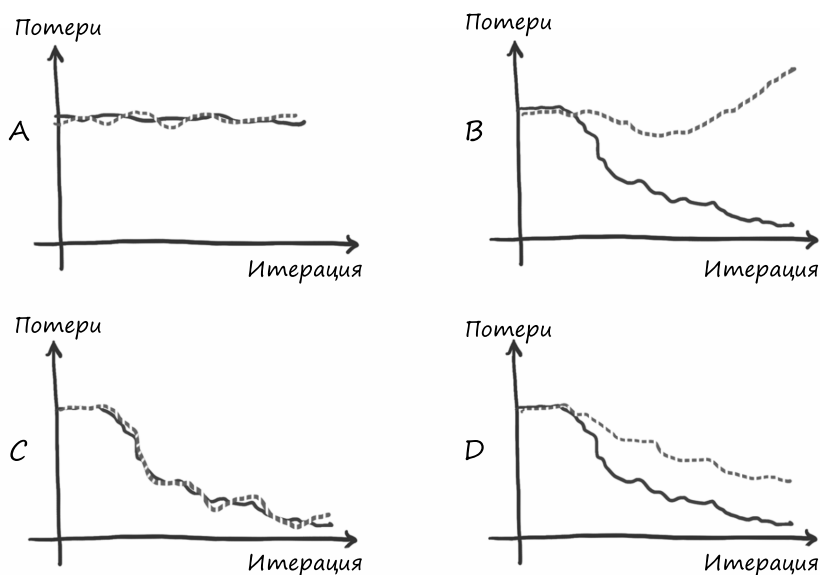 Потери
A
Итерация
Потери
B
Итерация
Потери
C
Итерация
Потери
D
Итерация